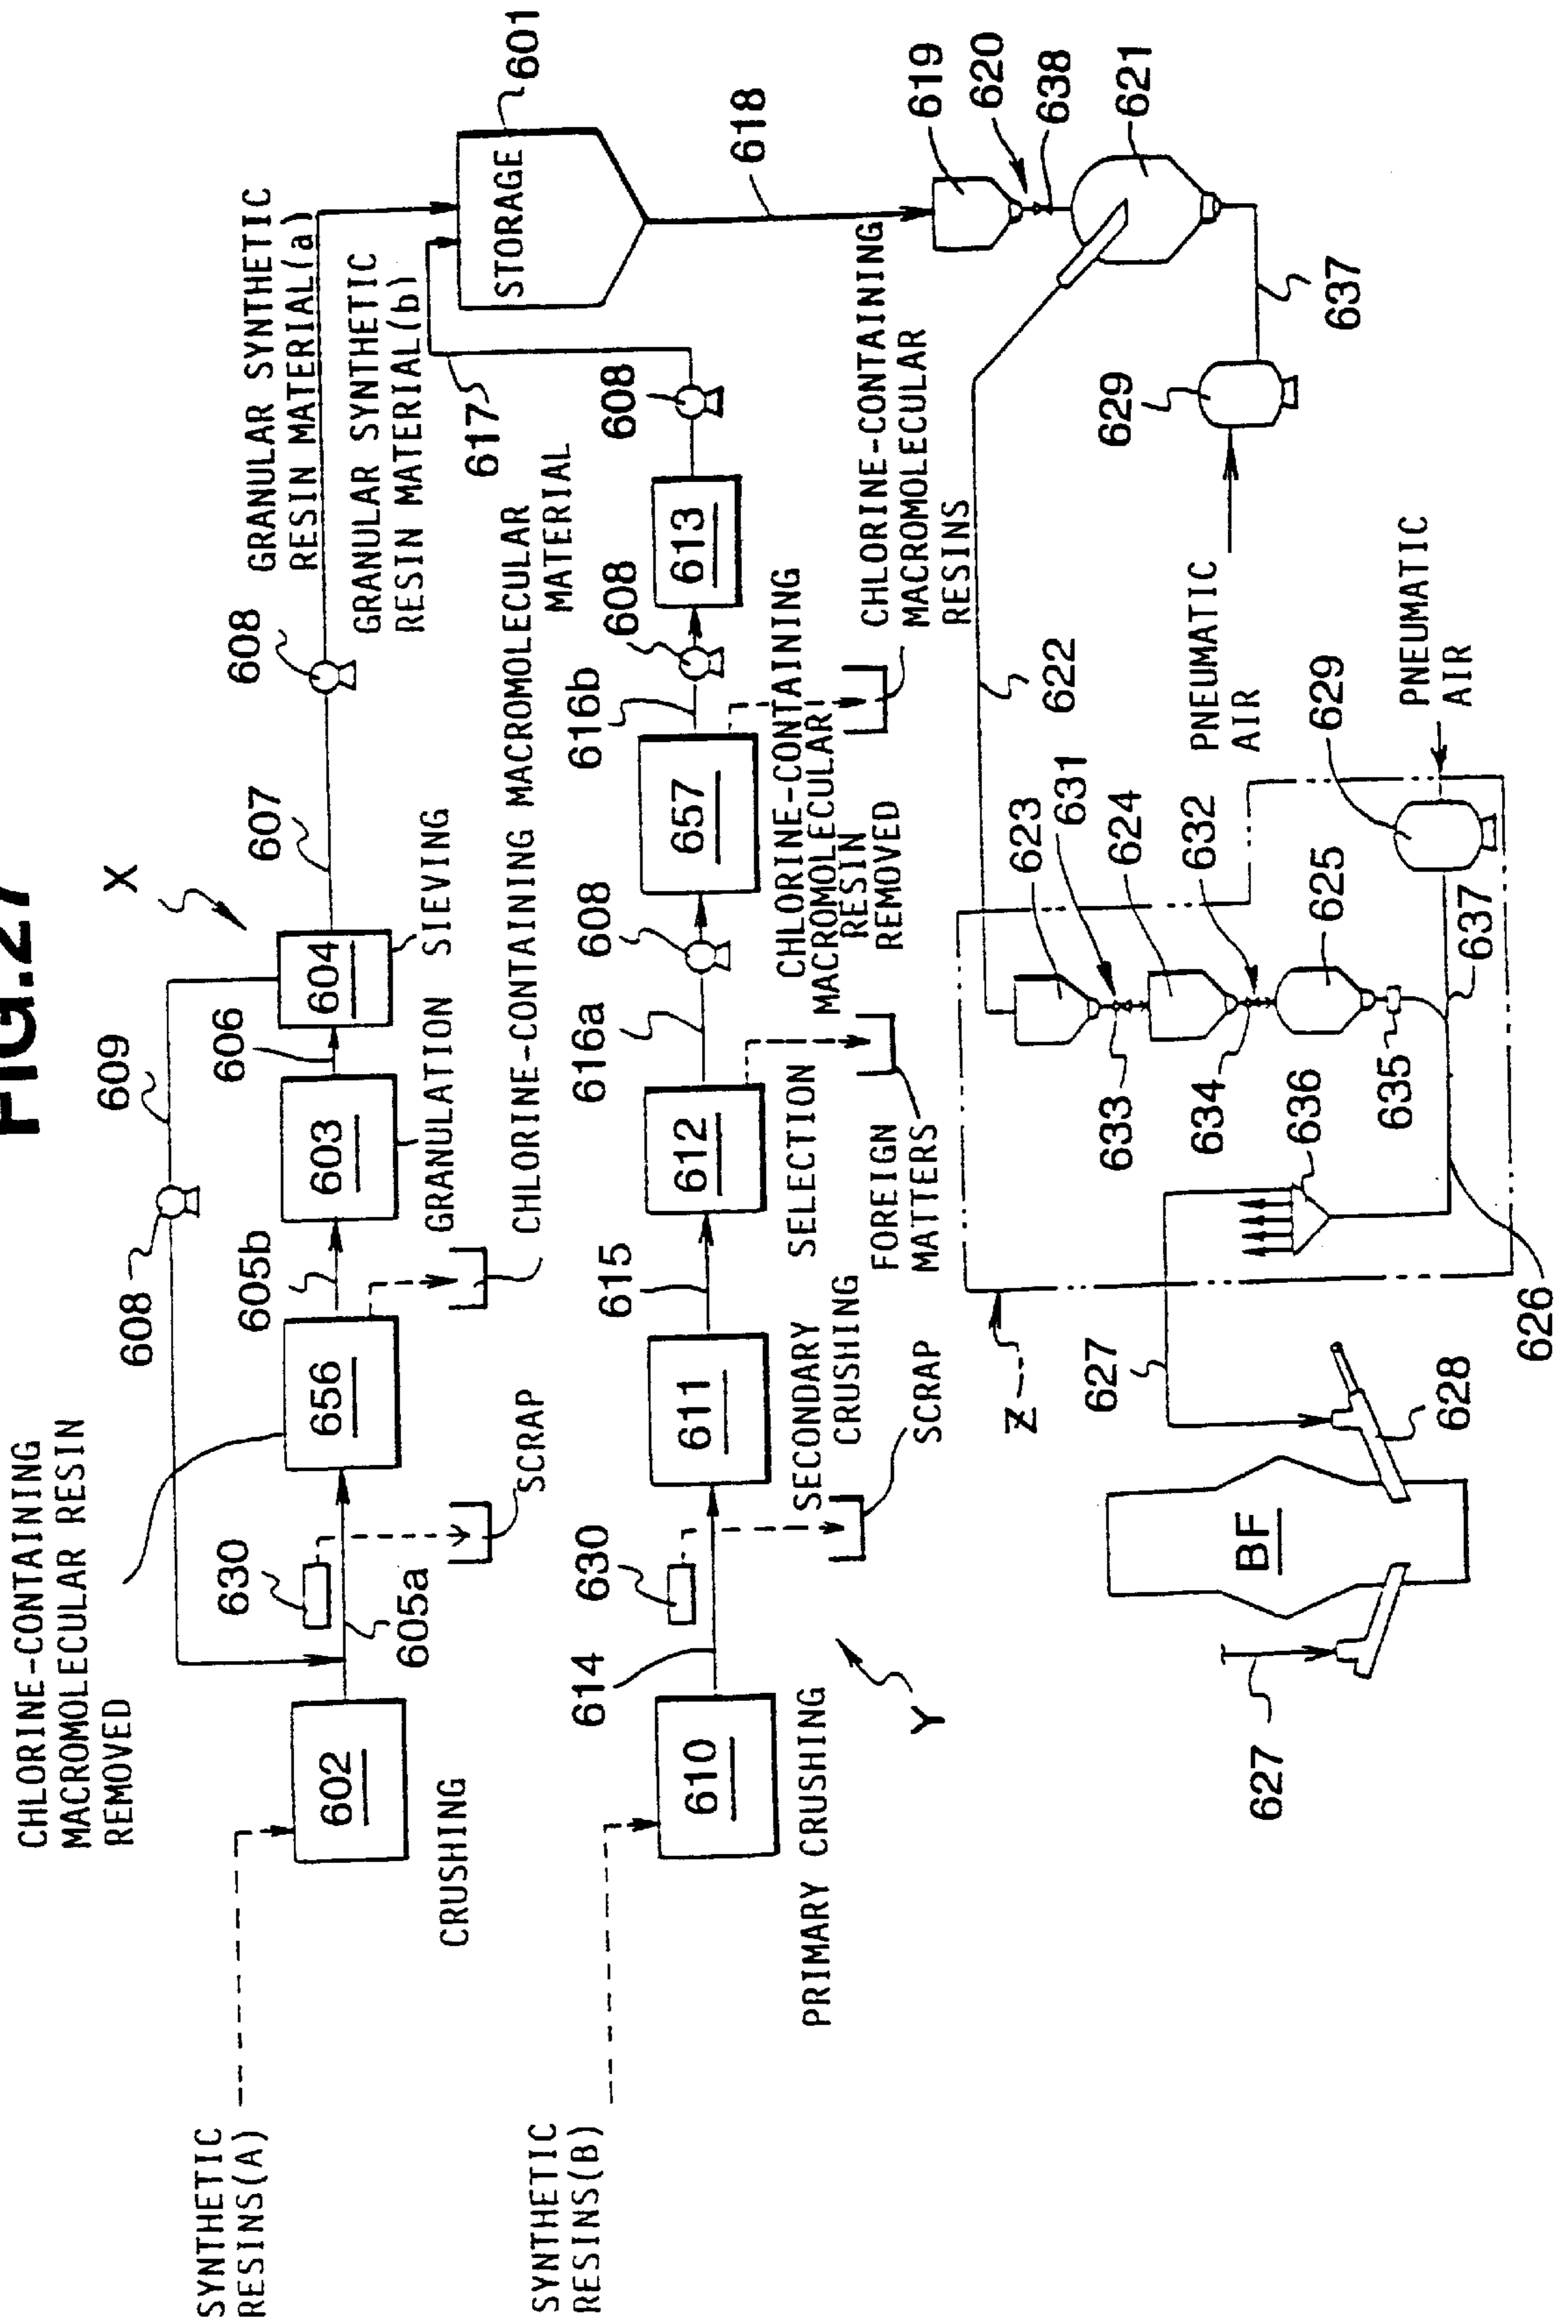 FIG.27
X
609
608
606
607
608
GRANULAR SYNTHETIC
RESIN MATERIAL(a)
CHLORINE-CONTAINING
MACROMOLECULAR RESIN
REMOVED
SYNTHETIC
RESINS(A)
602
CRUSHING
630
605a
SCRAP
656
605b
CHLORINE-CONTAINING MACROMOLECULAR
MATERIAL
603
GRANULATION
604
SIEVING
GRANULAR SYNTHETIC
RESIN MATERIAL(b)
617
STORAGE
601
618
SYNTHETIC
RESINS(B)
610
PRIMARY CRUSHING
614
630
SCRAP
Y
611
SECONDARY
CRUSHING
615
612
SELECTION
FOREIGN
MATTERS
616a
608
657
CHLORINE-CONTAINING
MACROMOLECULAR
RESIN
REMOVED
616b
608
613
608
CHLORINE-CONTAINING
MACROMOLECULAR
RESINS
619
620
638
621
637
629
PNEUMATIC
AIR
622
623
631
624
632
625
633
634
635
636
637
629
PNEUMATIC
AIR
Z
626
627
628
BF
627